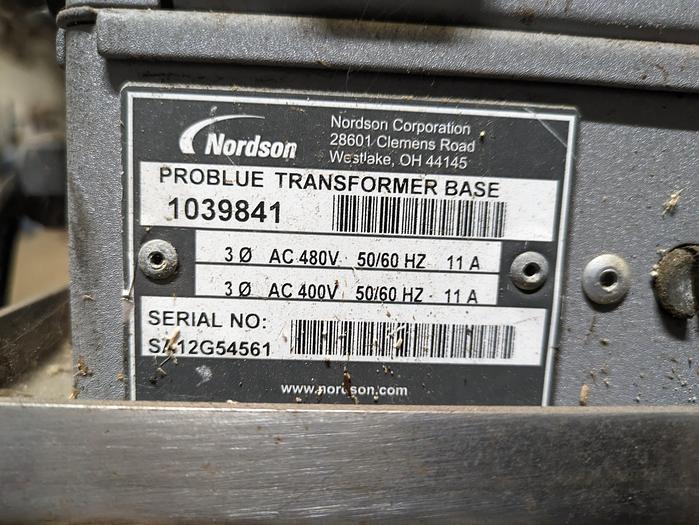 Nordson
Nordson Corporation
28601 Clemens Road
Westlake, OH 44145
PROBLUE TRANSFORMER BASE
1039841
3 Ø AC 480V 50/60 HZ 11 A
3 Ø AC 400V 50/60 HZ 11 A
SERIAL NO:
SA12G54561
www.nordson.com